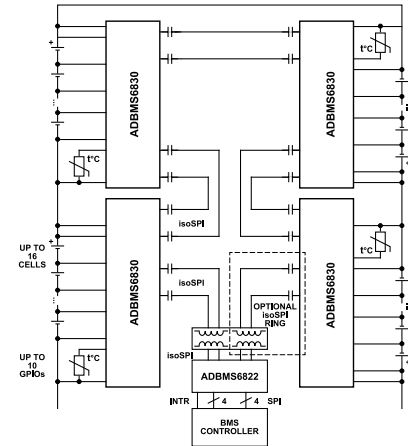 ADBMS6830
t°C
ADBMS6830
t°C
isoSPI
UP TO
16
CELLS
ADBMS6830
isoSPI
OPTIONAL
isoSPI
RING
t°C
ADBMS6830
isoSPI
UP TO
10
GPIOs
t°C
ADBMS6822
INTR 4 4 SPI
BMS
CONTROLLER